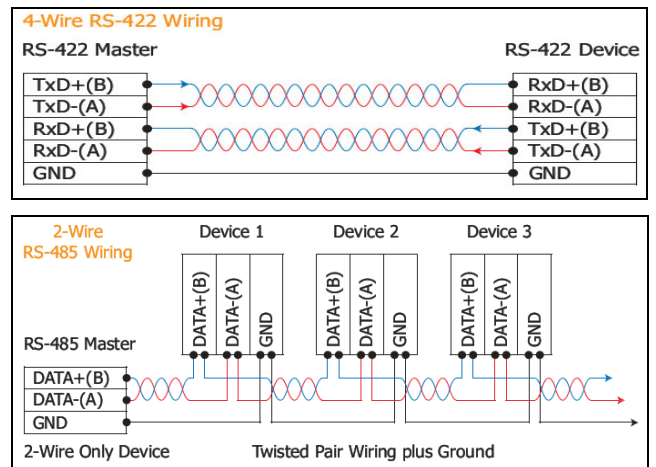 4-Wire RS-422 Wiring
RS-422 Master
RS-422 Device
TxD+(B)
TxD-(A)
RxD+(B)
RxD-(A)
GND
RxD+(B)
RxD-(A)
TxD+(B)
TxD-(A)
GND
2-Wire
RS-485 Wiring
Device 1
Device 2
Device 3
DATA+(B)
DATA-(A)
GND
DATA+(B)
DATA-(A)
GND
DATA+(B)
DATA-(A)
GND
RS-485 Master
DATA+(B)
DATA-(A)
GND
2-Wire Only Device
Twisted Pair Wiring plus Ground